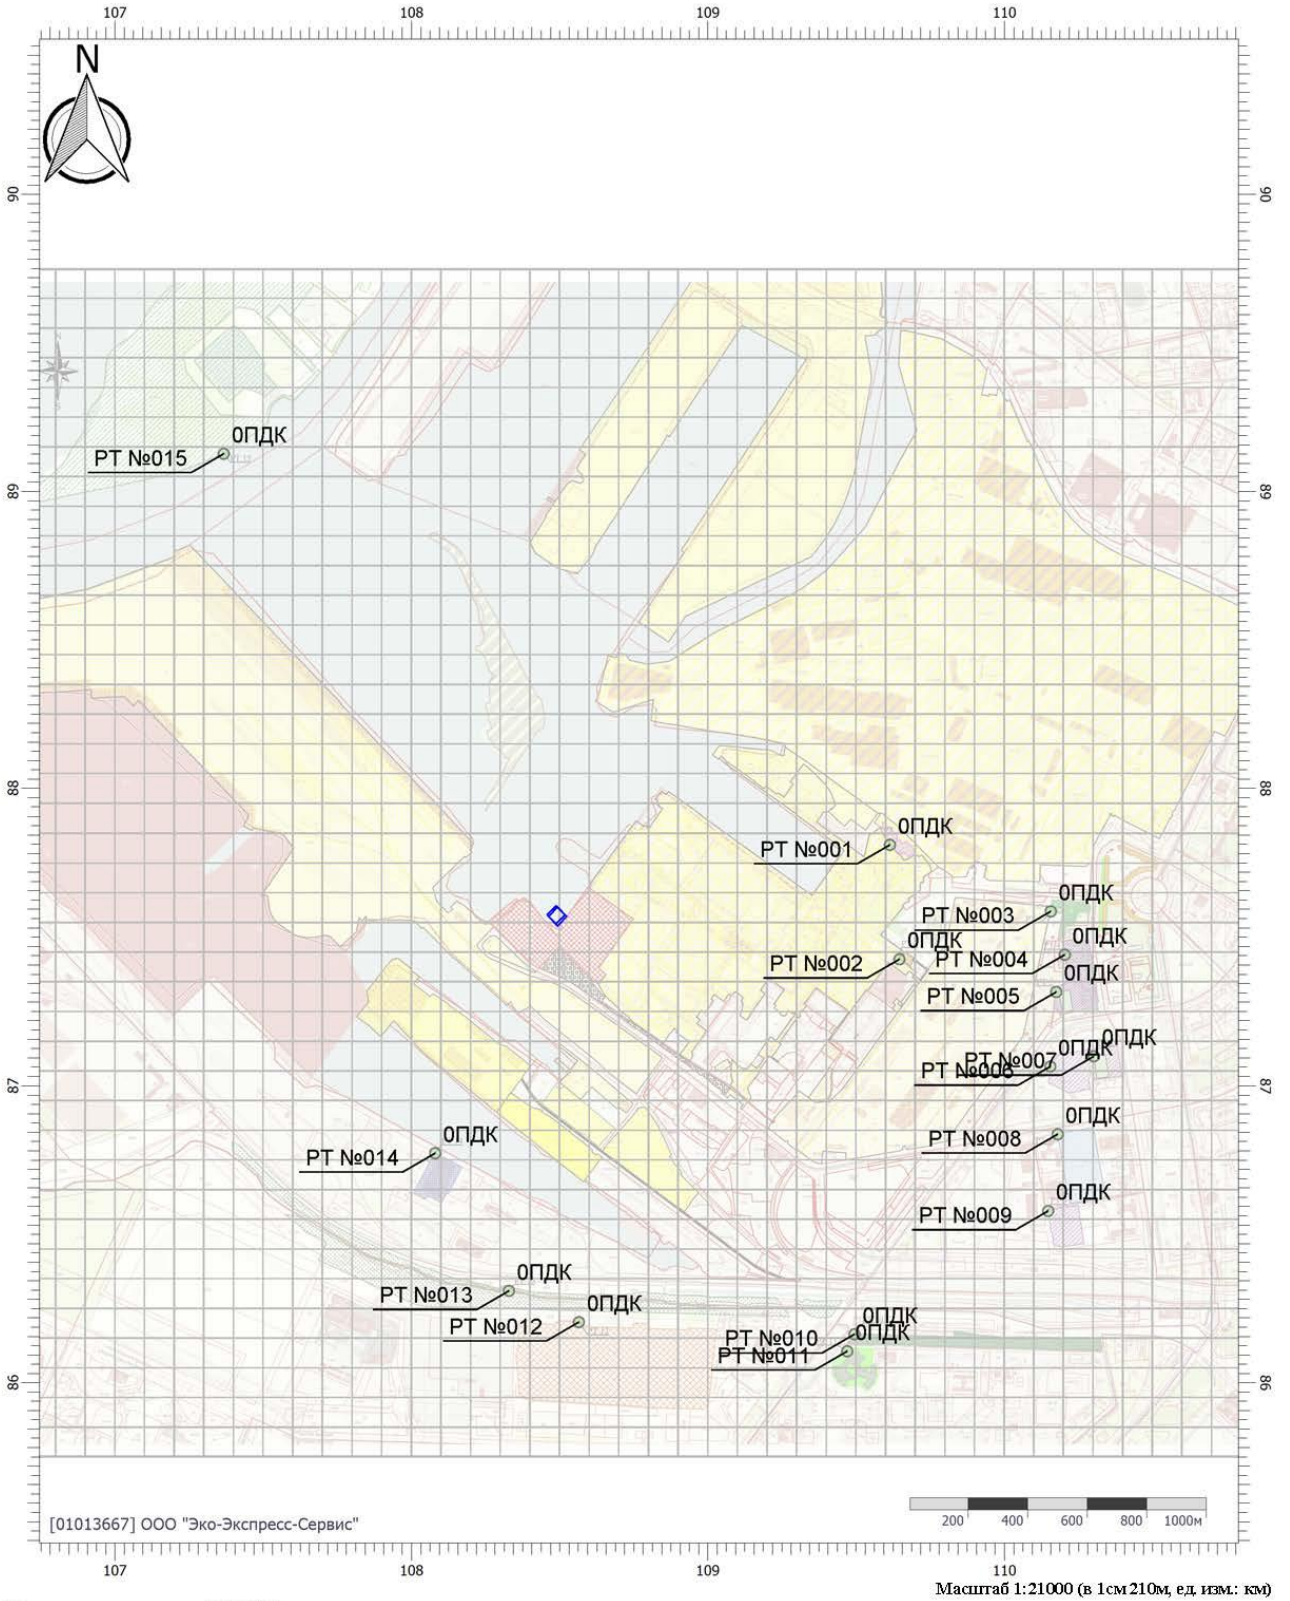 107 108 109 110
N
90 90
0ПДК
РТ №015
89 89
88 88
0ПДК
РТ №001
0ПДК
РТ №003
0ПДК
0ПДК
РТ №004
РТ №002
0ПДК
РТ №005
0ПДК
0ПДК
РТ №007
РТ №006
87 87
0ПДК
РТ №008
0ПДК
РТ №014
0ПДК
РТ №009
0ПДК
РТ №013
0ПДК
РТ №012
0ПДК
РТ №010
0ПДК
РТ №011
86 86
[01013667] ООО "Эко-Экспресс-Сервис"
200 400 600 800 1000м
107 108 109 110
Масштаб 1:21000 (в 1см 210м, ед. изм.: км)